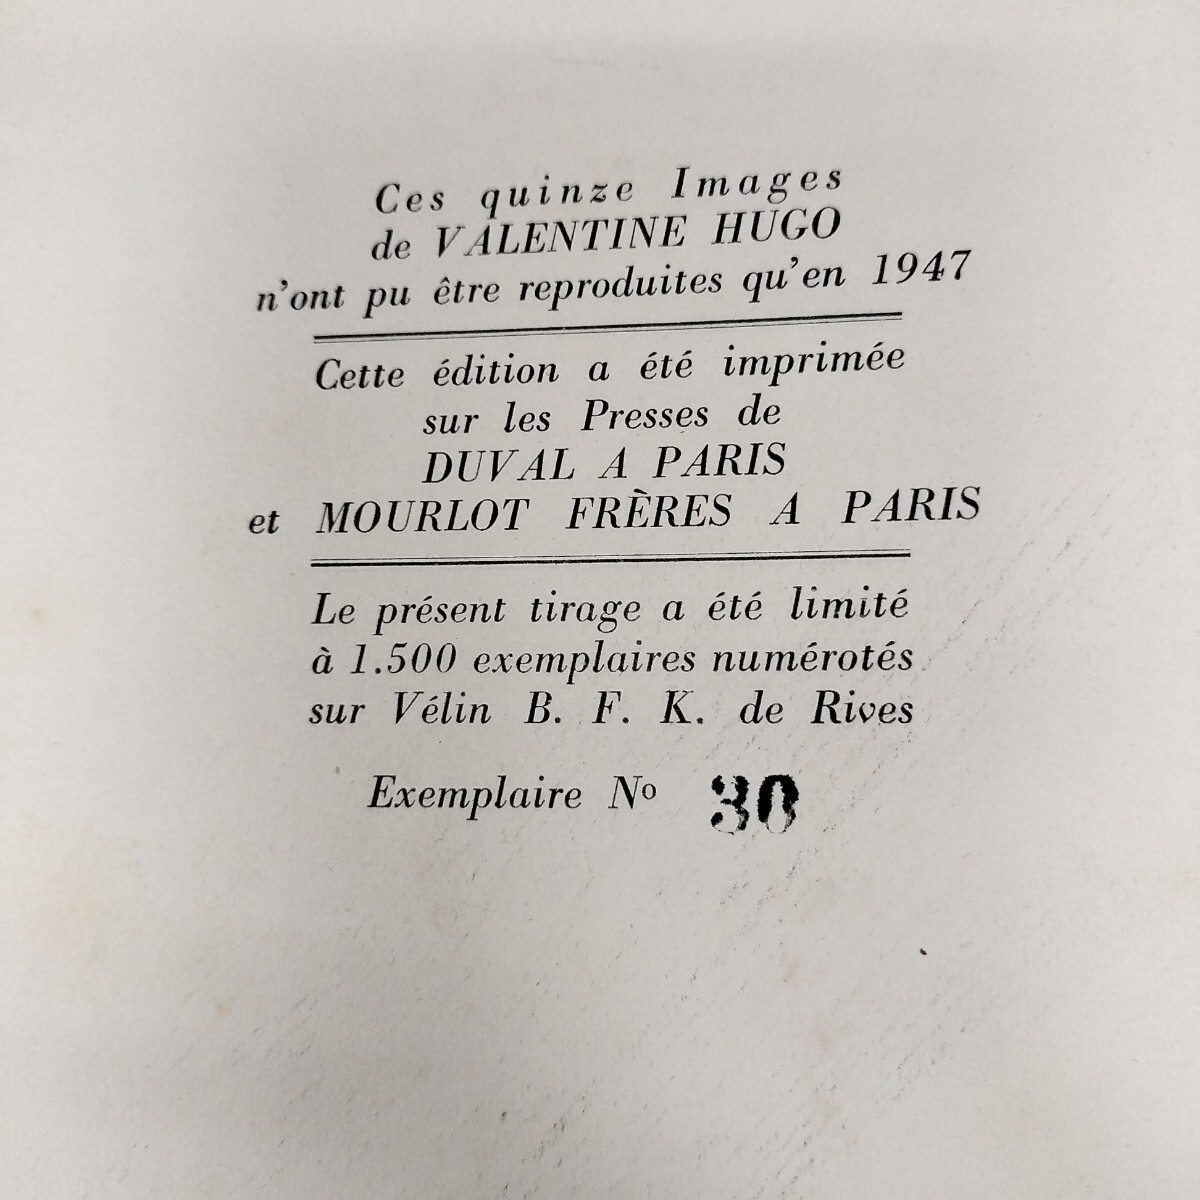 Ces quinze Images
de VALENTINE HUGO
n'ont pu être reproduites qu'en 1947
Cette édition a été imprimée
sur les Presses de
DUVAL A PARIS
et MOURLOT FRÈRES A PARIS
Le présent tirage a été limité
à 1.500 exemplaires numérotés
sur Vélin B. F. K. de Rives
Exemplaire Nº 30